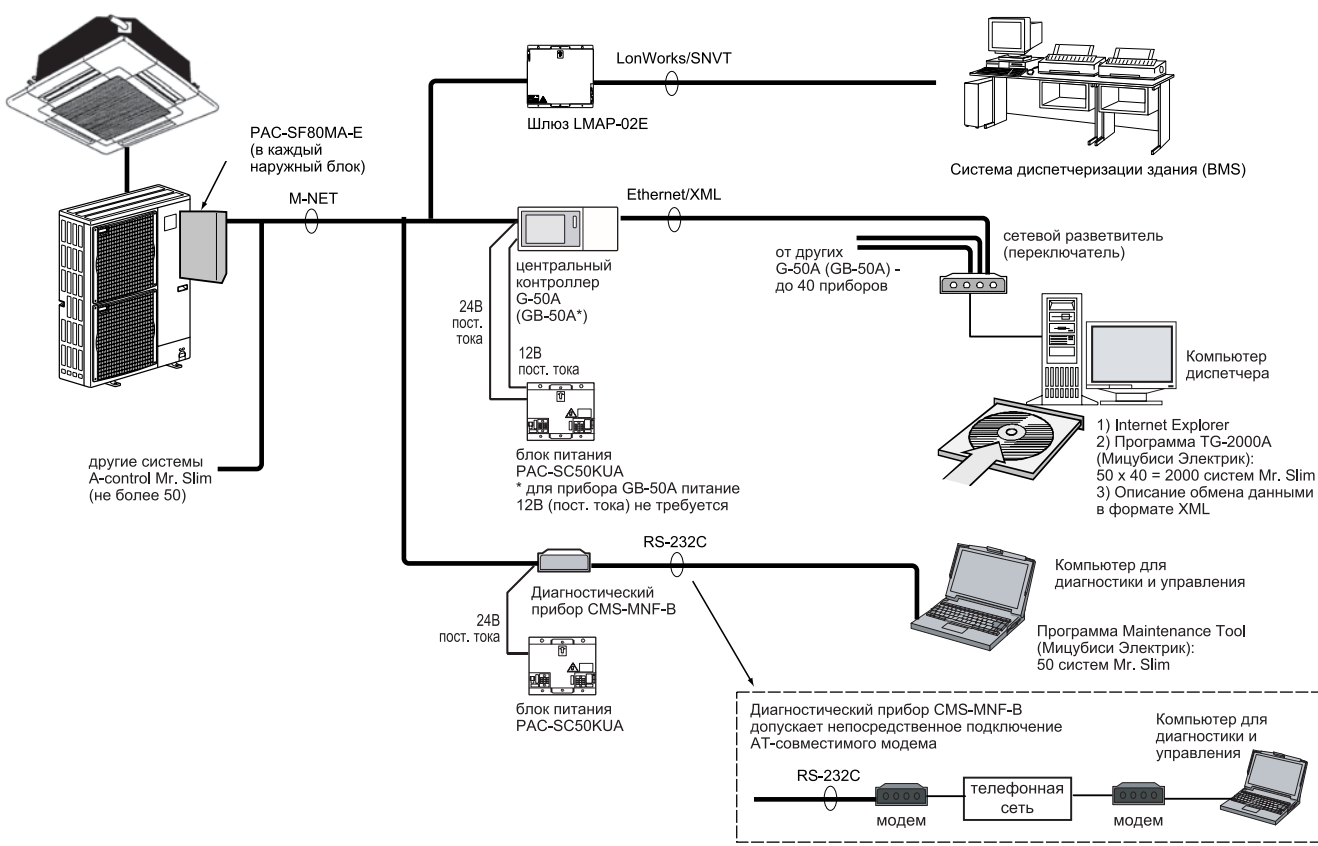 LonWorks/SNVT
Шлюз LMAP-02E
Система диспетчеризации здания (BMS)
PAC-SF80MA-E
(в каждый
наружный блок)
M-NET
Ethernet/XML
центральный
контроллер
G-50A
(GB-50A*)
24В
пост.
тока
12В
пост. тока
от других
G-50A (GB-50A) -
до 40 приборов
сетевой разветвитель
(переключатель)
Компьютер
диспетчера
1) Internet Explorer
2) Программа TG-2000A
(Мицубиси Электрик):
50 x 40 = 2000 систем Mr. Slim
3) Описание обмена данными
в формате XML
блок питания
PAC-SC50KUA
* для прибора GB-50A питание
12В (пост. тока) не требуется
другие системы
A-control Mr. Slim
(не более 50)
RS-232C
Диагностический
прибор CMS-MNF-B
24В
пост. тока
блок питания
PAC-SC50KUA
Компьютер для
диагностики и управления
Программа Maintenance Tool
(Мицубиси Электрик):
50 систем Mr. Slim
Диагностический прибор CMS-MNF-B
допускает непосредственное подключение
АТ-совместимого модема
Компьютер для
диагностики и
управления
RS-232C
модем
телефонная
сеть
модем